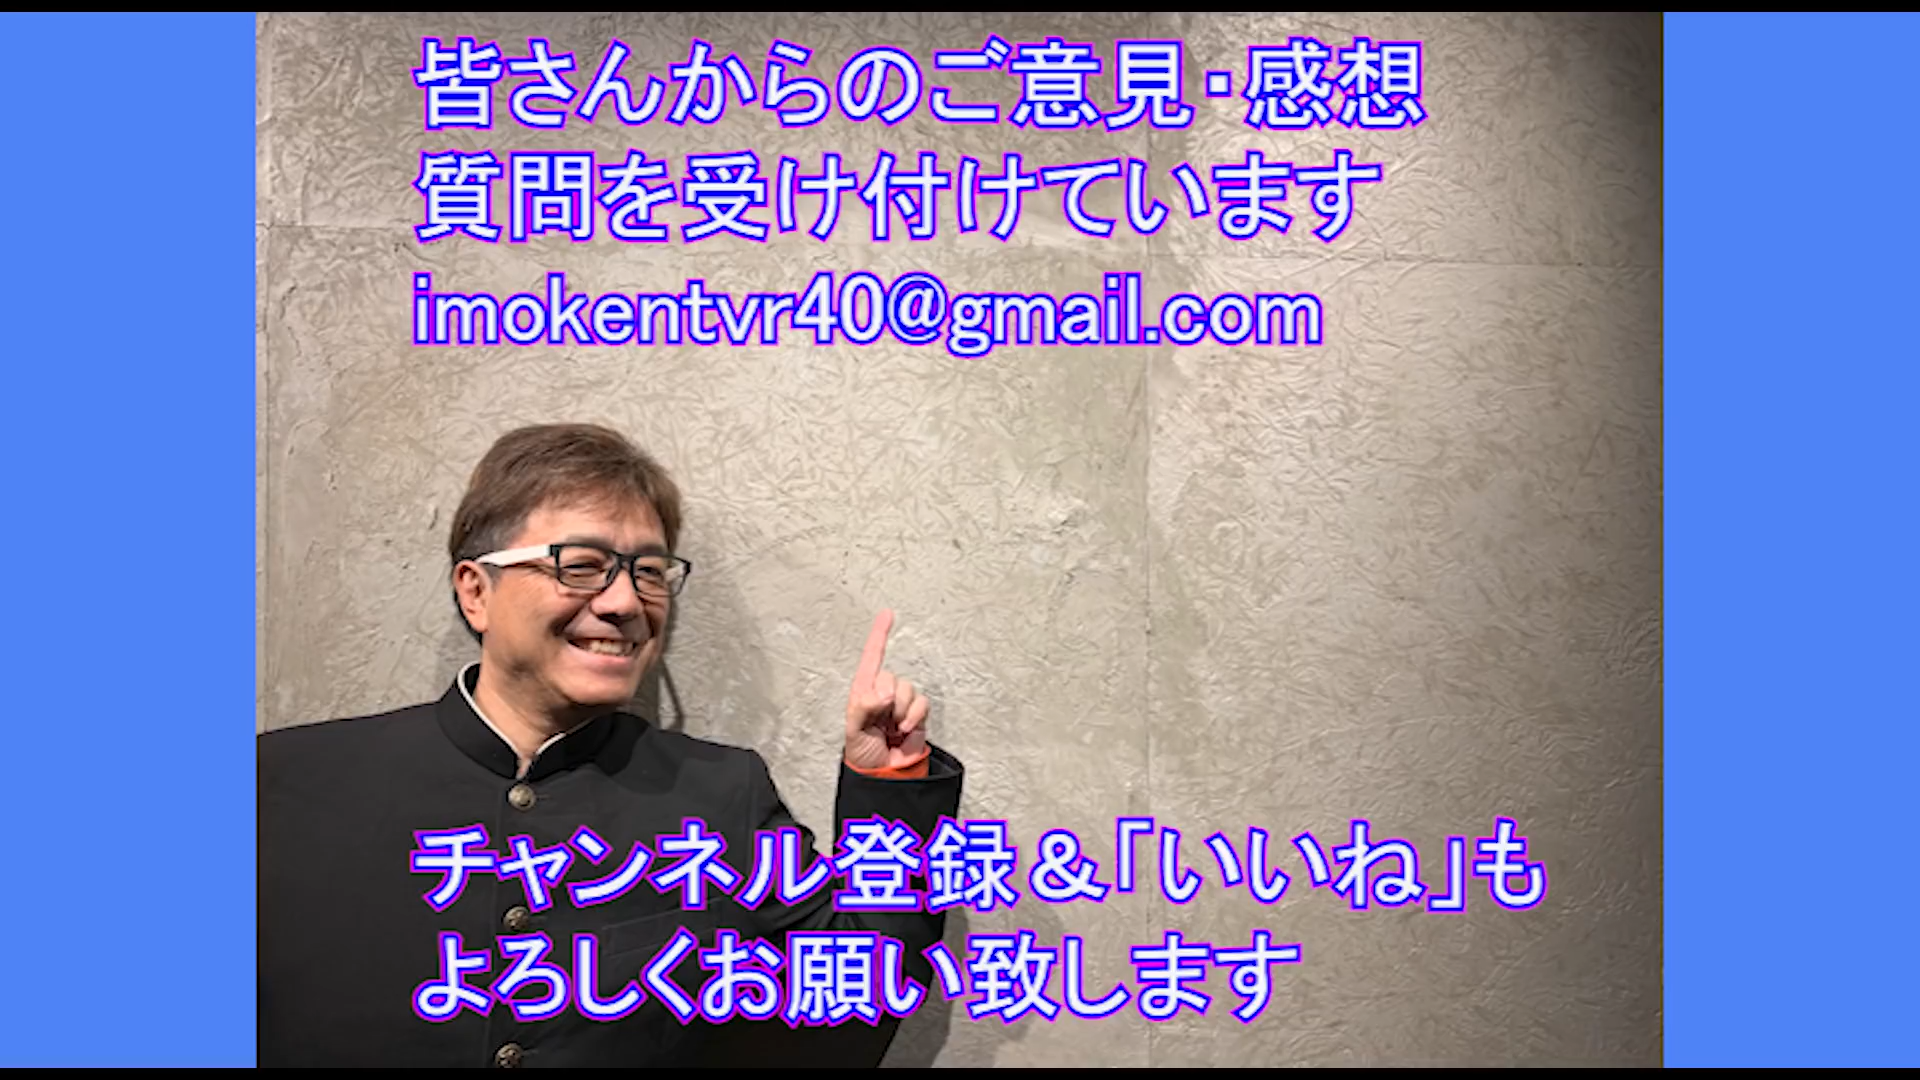 皆さんからのご意見・感想
質問を受け付けています
imokentvr40@gmail.com
チャンネル登録＆「いいね」も
よろしくお願い致します